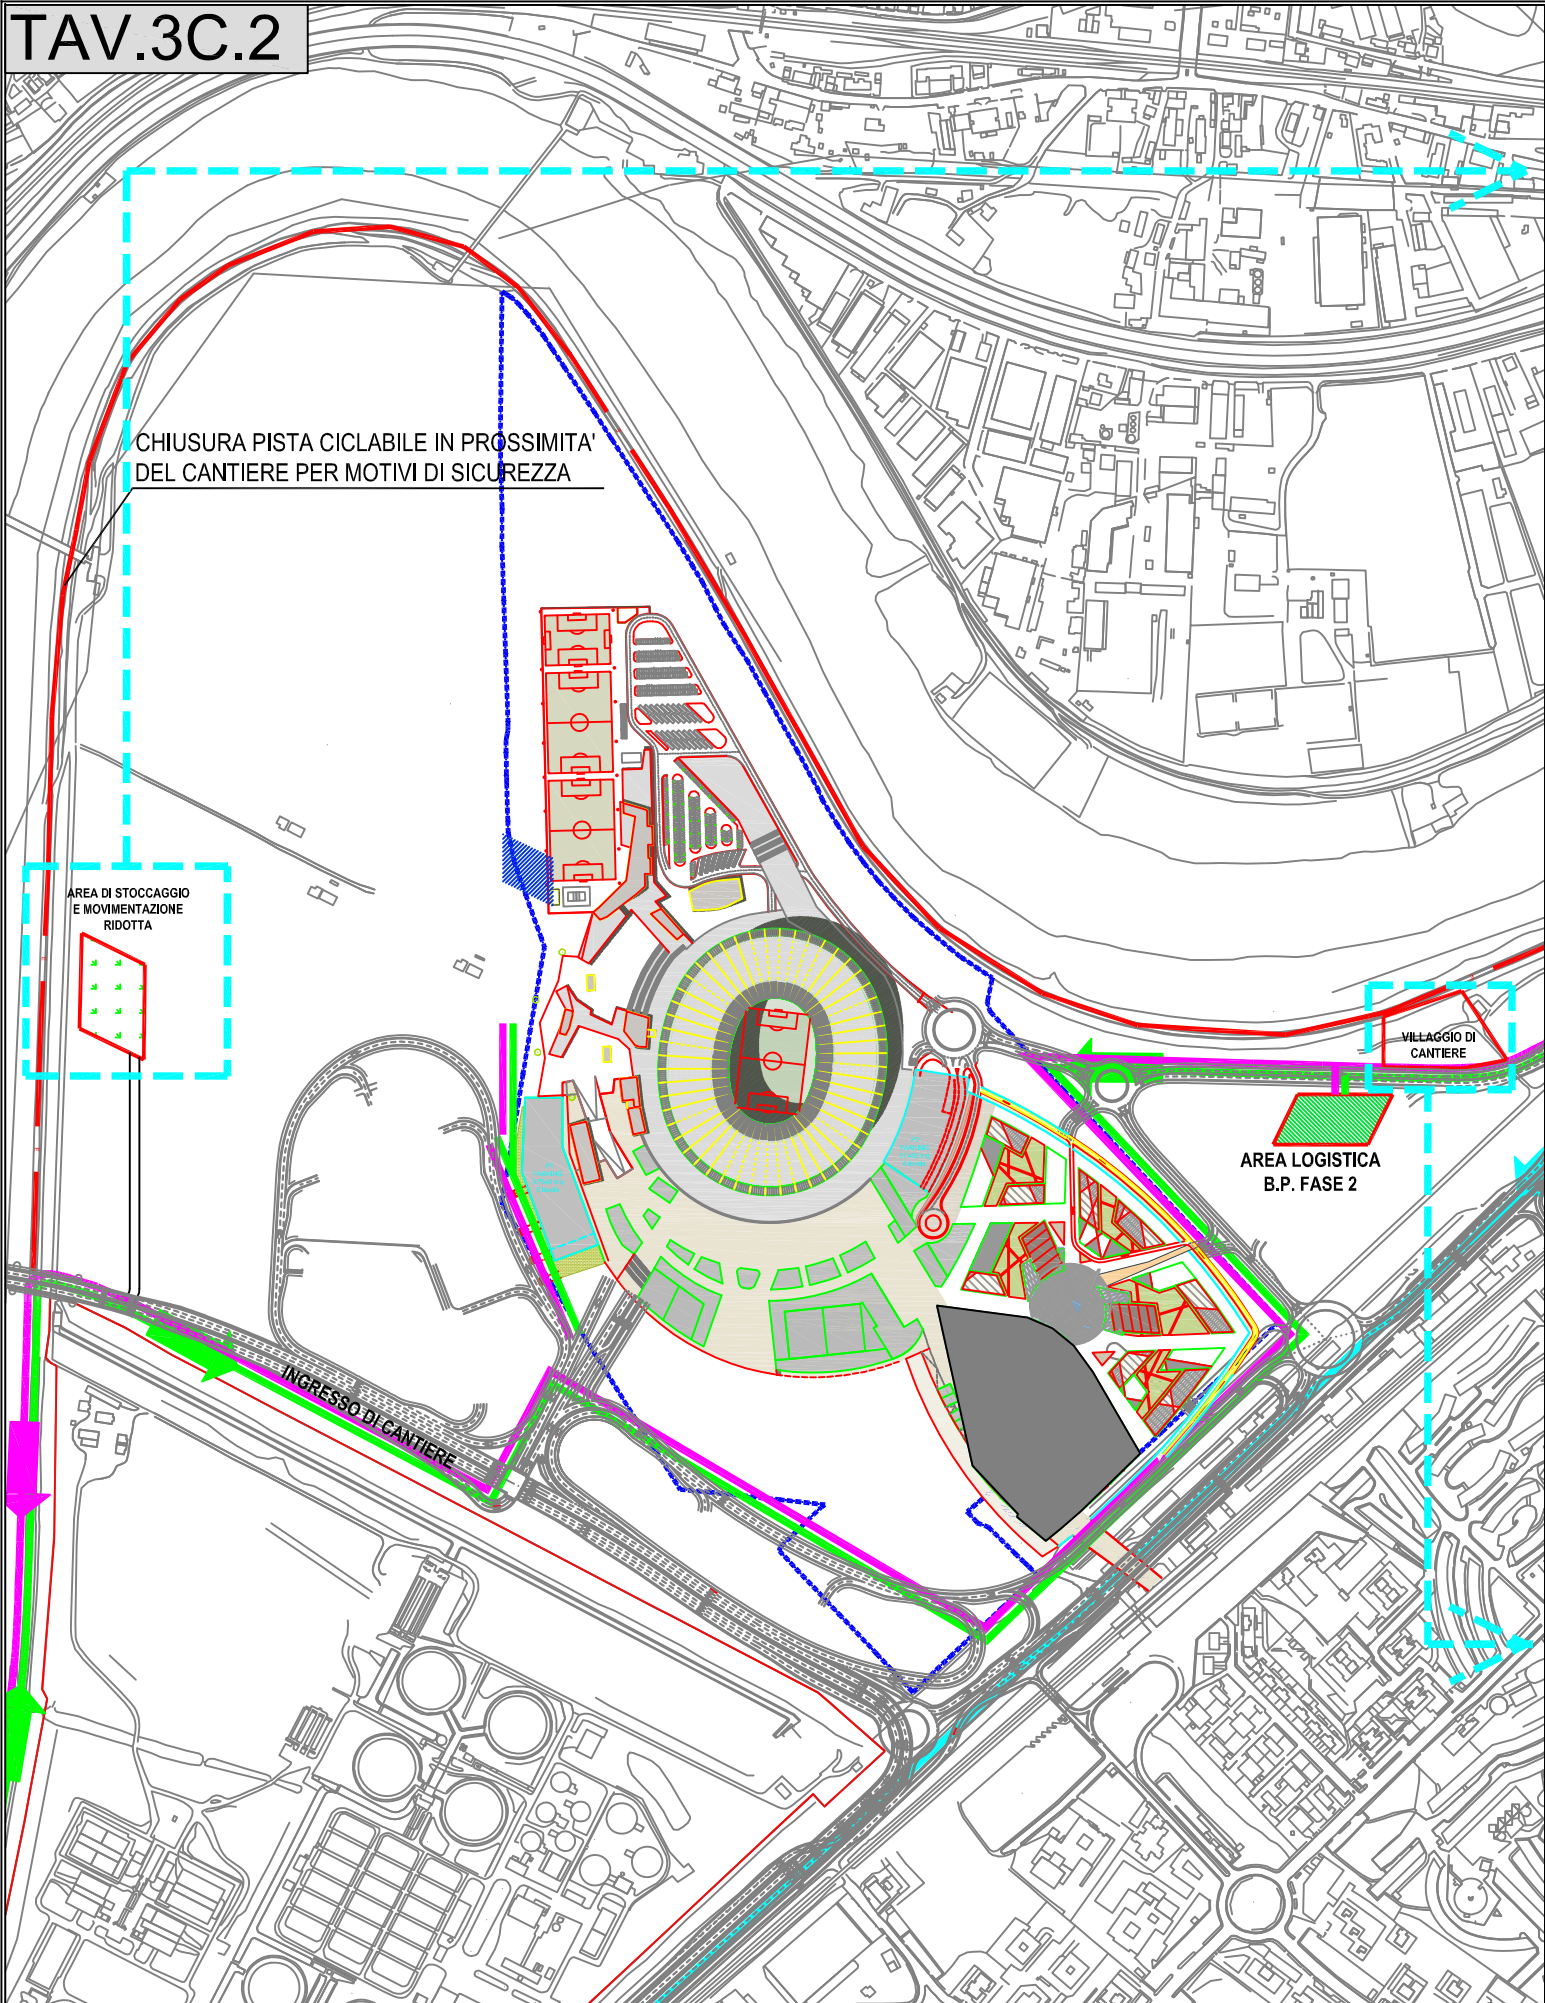 TAV.3C.2
CHIUSURA PISTA CICLABILE IN PROSSIMITA'
DEL CANTIERE PER MOTIVI DI SICUREZZA
AREA DI STOCCAGGIO
E MOVIMENTAZIONE
RIDOTTA
VILLAGGIO DI
CANTIERE
AREA LOGISTICA
B.P. FASE 2
INGRESSO DI CANTIERE